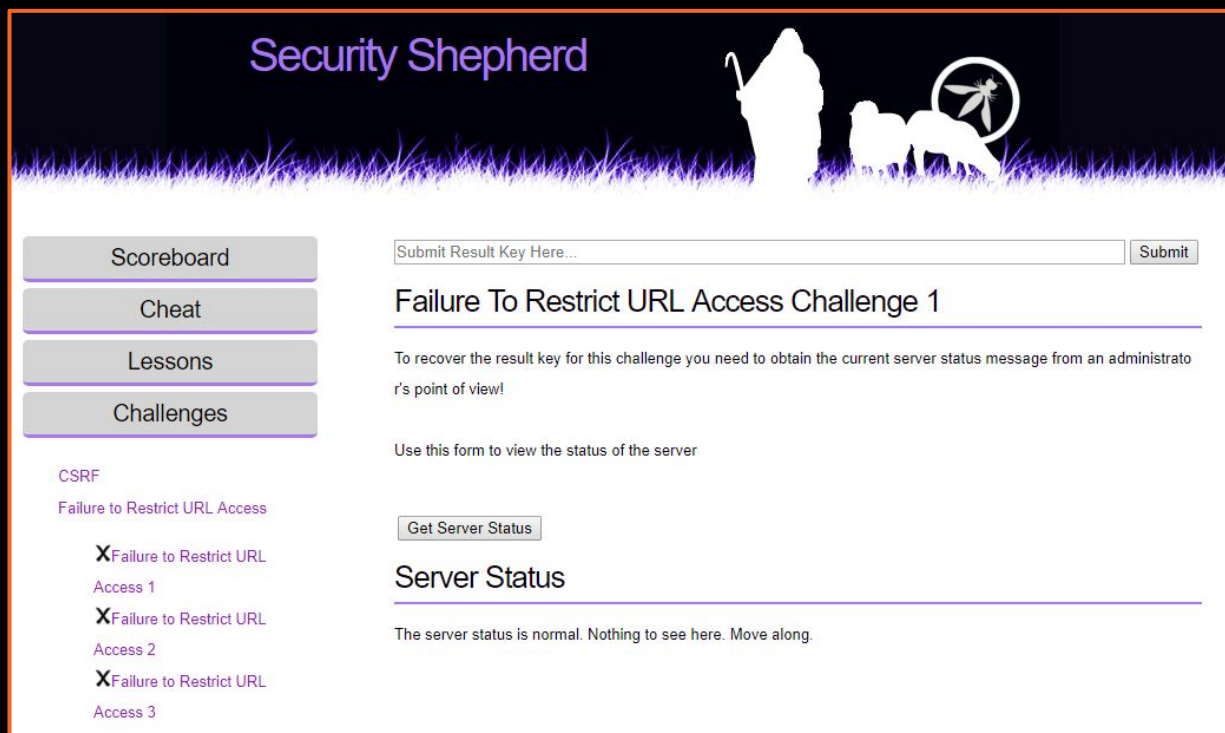 Security Shepherd
Scoreboard
Cheat
Lessons
Challenges
CSRF
Failure to Restrict URL Access
XFailure to Restrict URL
Access 1
XFailure to Restrict URL
Access 2
XFailure to Restrict URL
Access 3
Submit Result Key Here...
Submit
Failure To Restrict URL Access Challenge 1
To recover the result key for this challenge you need to obtain the current server status message from an administrato
r's point of view!
Use this form to view the status of the server
Get Server Status
Server Status
The server status is normal. Nothing to see here. Move along.